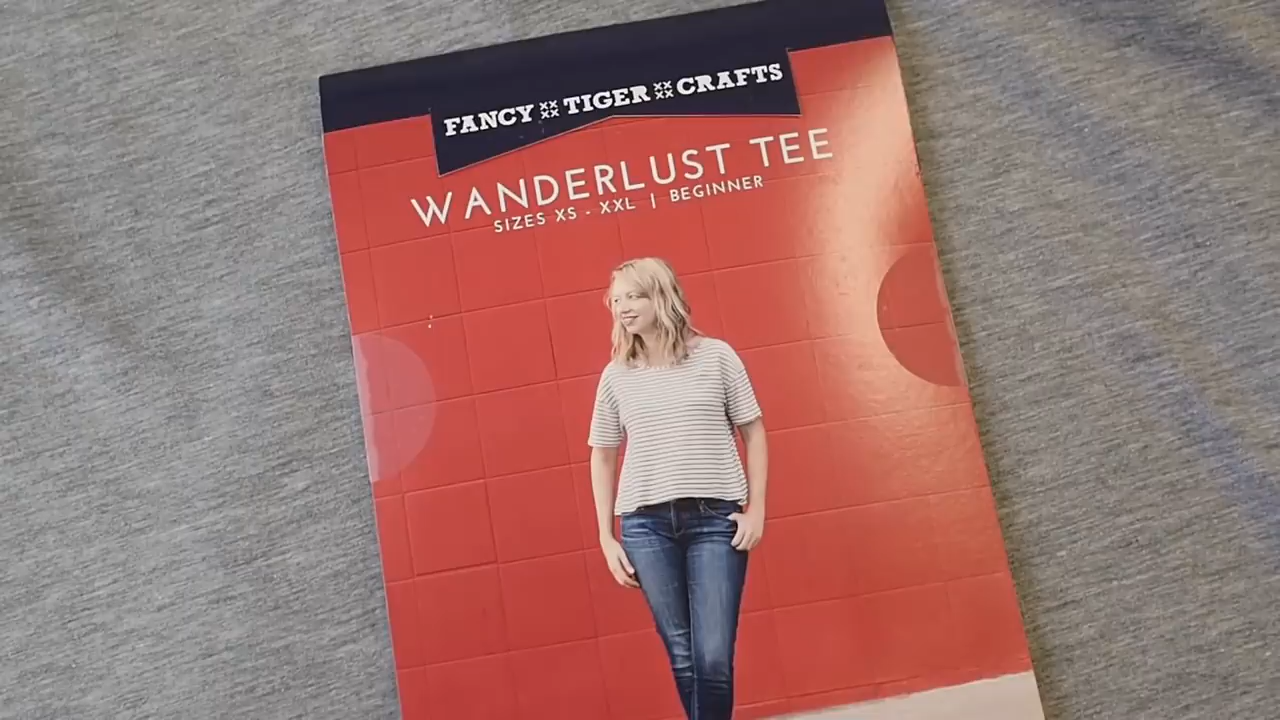 FANCY TIGER CRAFTS
WANDERLUST TEE
SIZES XS - XXL | BEGINNER